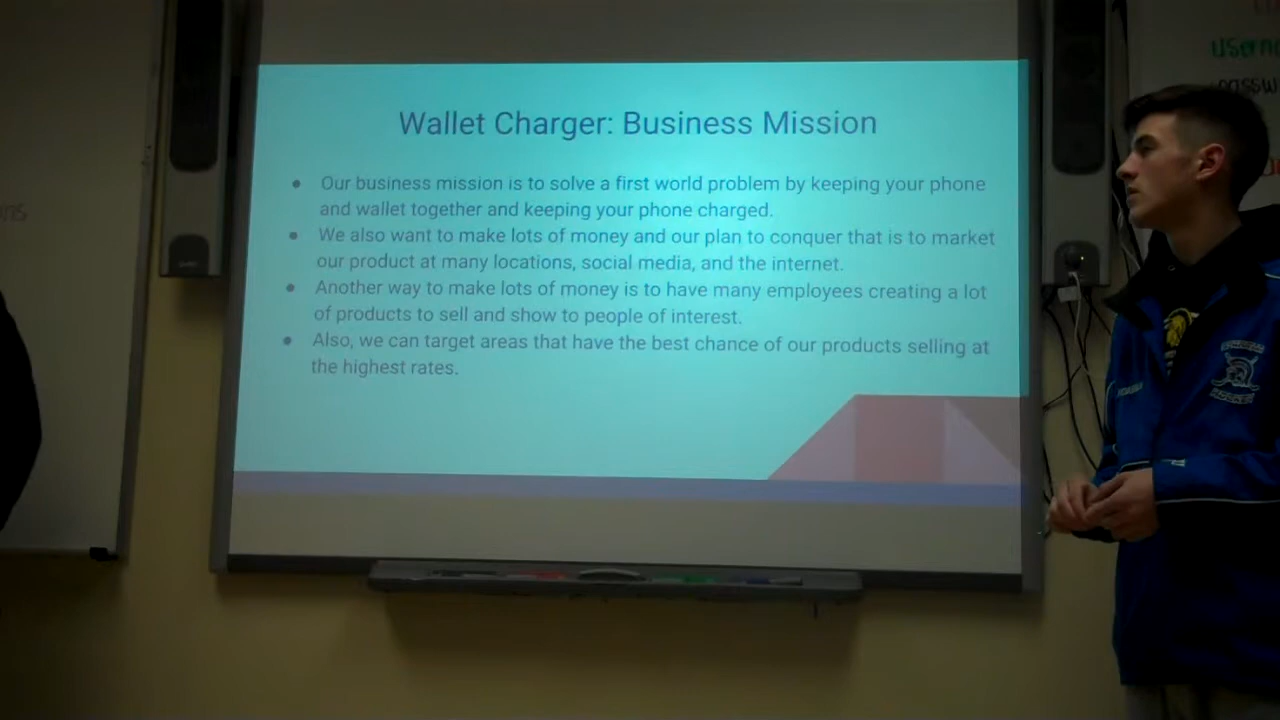 Wallet Charger: Business Mission
● Our business mission is to solve a first world problem by keeping your phone
and wallet together and keeping your phone charged.
● We also want to make lots of money and our plan to conquer that is to market
our product at many locations, social media, and the internet.
● Another way to make lots of money is to have many employees creating a lot
of products to sell and show to people of interest.
● Also, we can target areas that have the best chance of our products selling at
the highest rates.